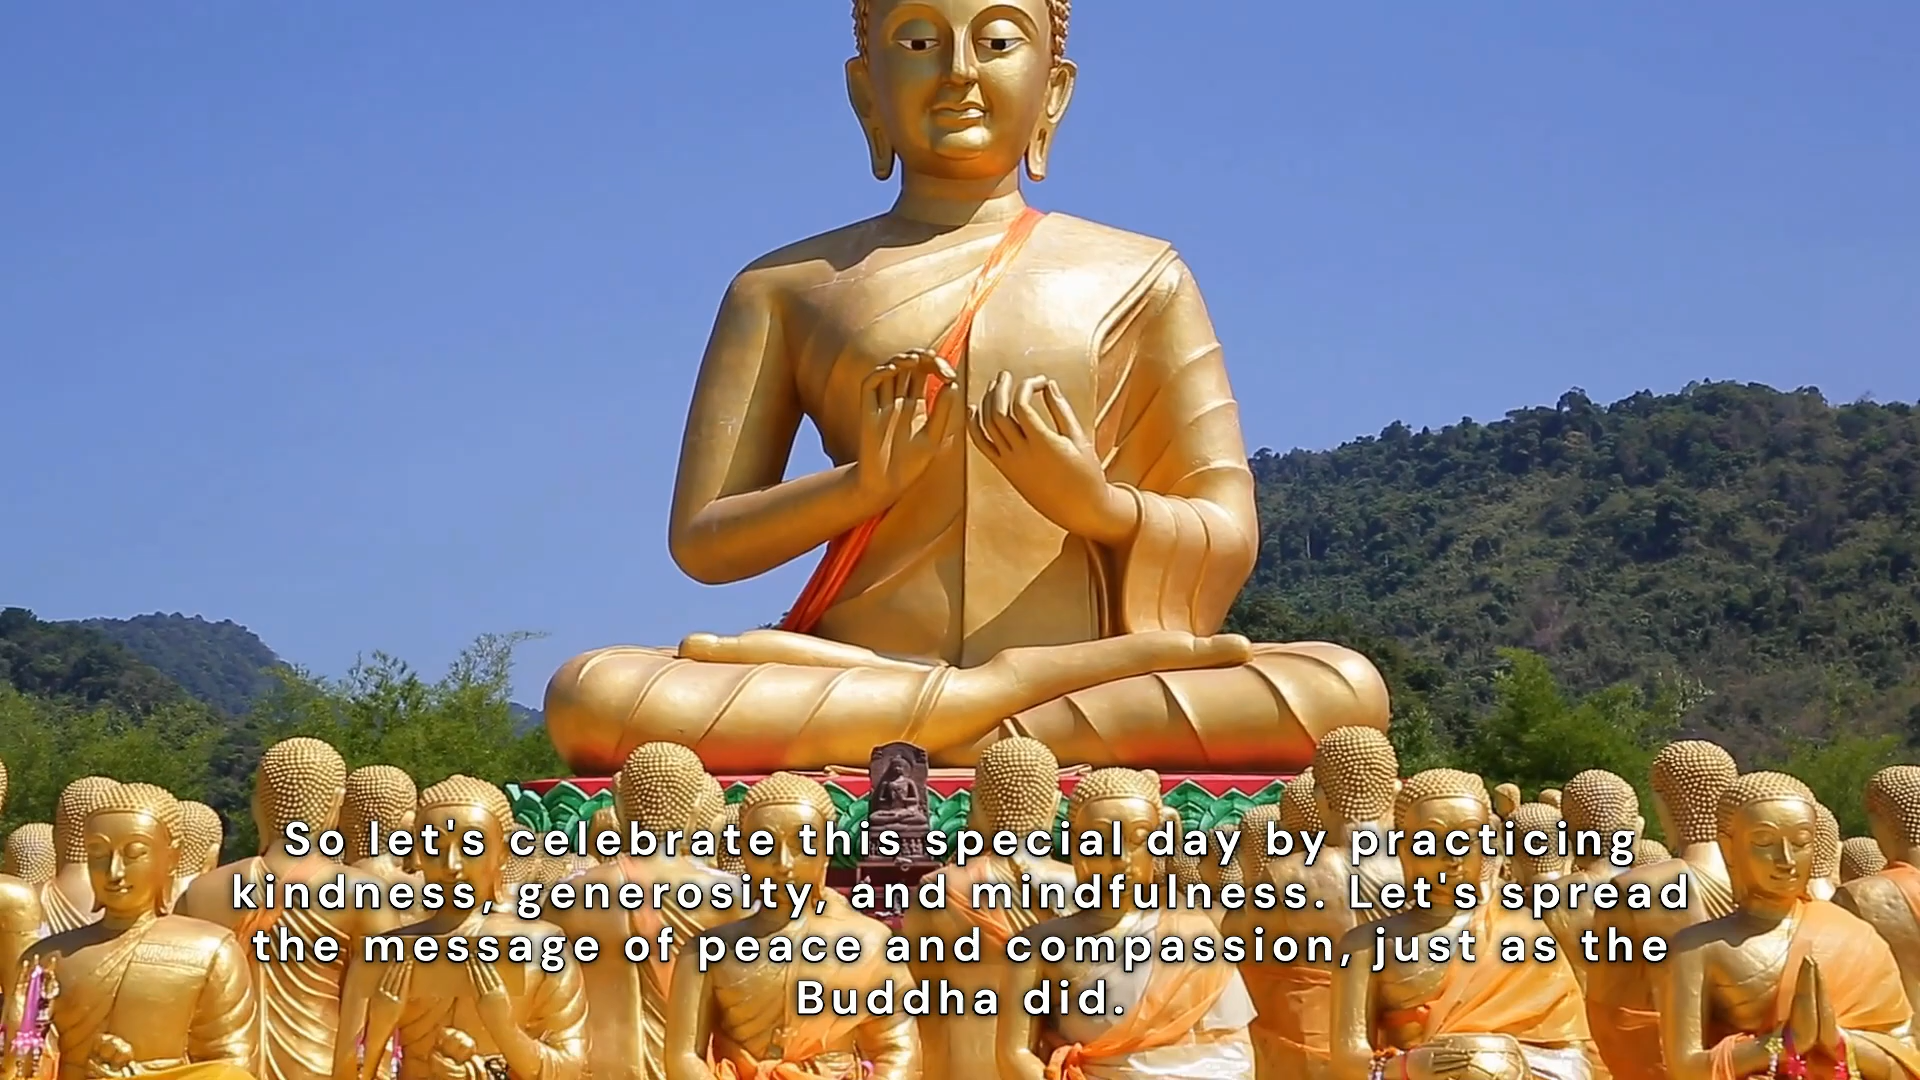 So let's celebrate this special day by practicing
kindness, generosity, and mindfulness. Let's spread
the message of peace and compassion, just as the
Buddha did.